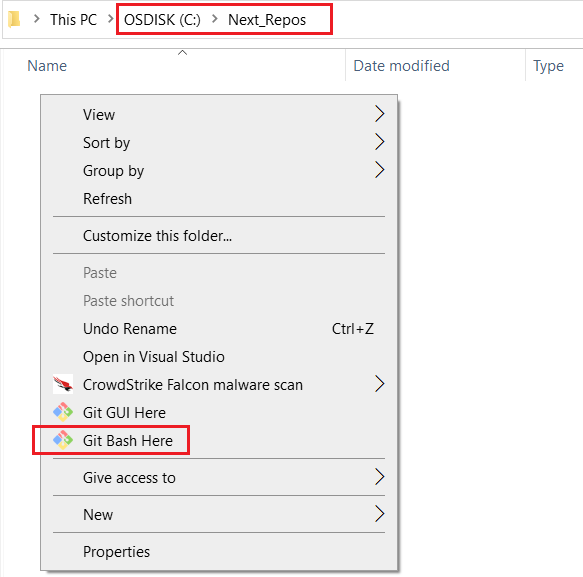 This PC > OSDISK (C:) > Next_Repos
Name Date modified Type
View
Sort by
Group by
Refresh
Customize this folder...
Paste
Paste shortcut
Undo Rename Ctrl+Z
Open in Visual Studio
CrowdStrike Falcon malware scan
Git GUI Here
Git Bash Here
Give access to
New
Properties